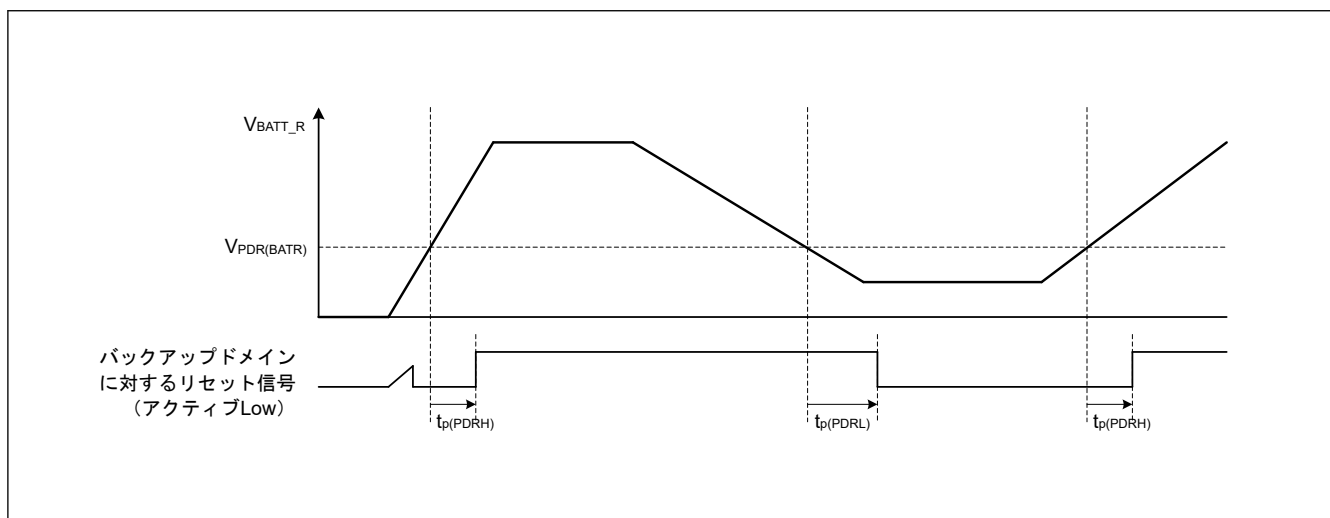 VBATT_R
VPDR(BATR)
バックアップドメイン
に対するリセット信号
（アクティブLow）
tp(PDRH)
tp(PDRL)
tp(PDRH)